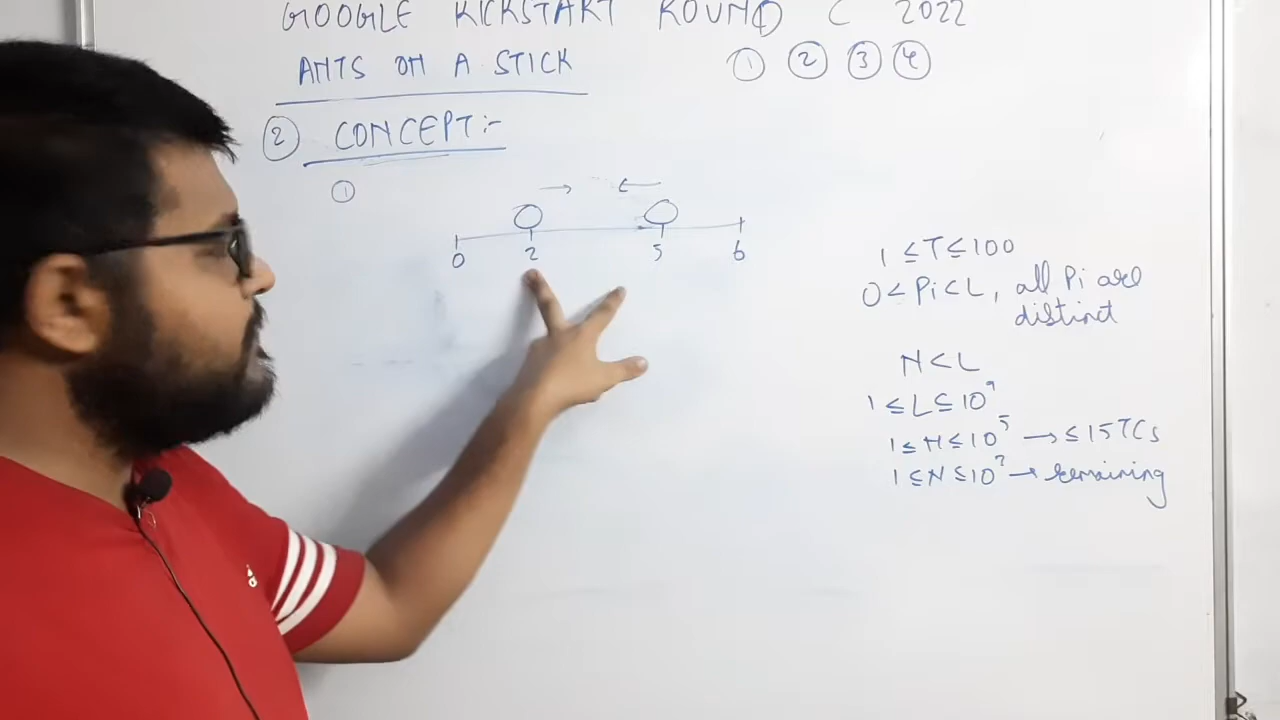 GOOGLE KICKSTART ROUND C 2022
ANTS ON A STICK
① ② ③ ④
② CONCEPT:-
①
→ ←
0 2 5 6
1 ≤ T ≤ 100
0 < Pi < L, all Pi are
distinct
N < L
1 ≤ L ≤ 10⁹
1 ≤ N ≤ 10⁵ → ≤ 15 TCs
1 ≤ N ≤ 10² → remaining